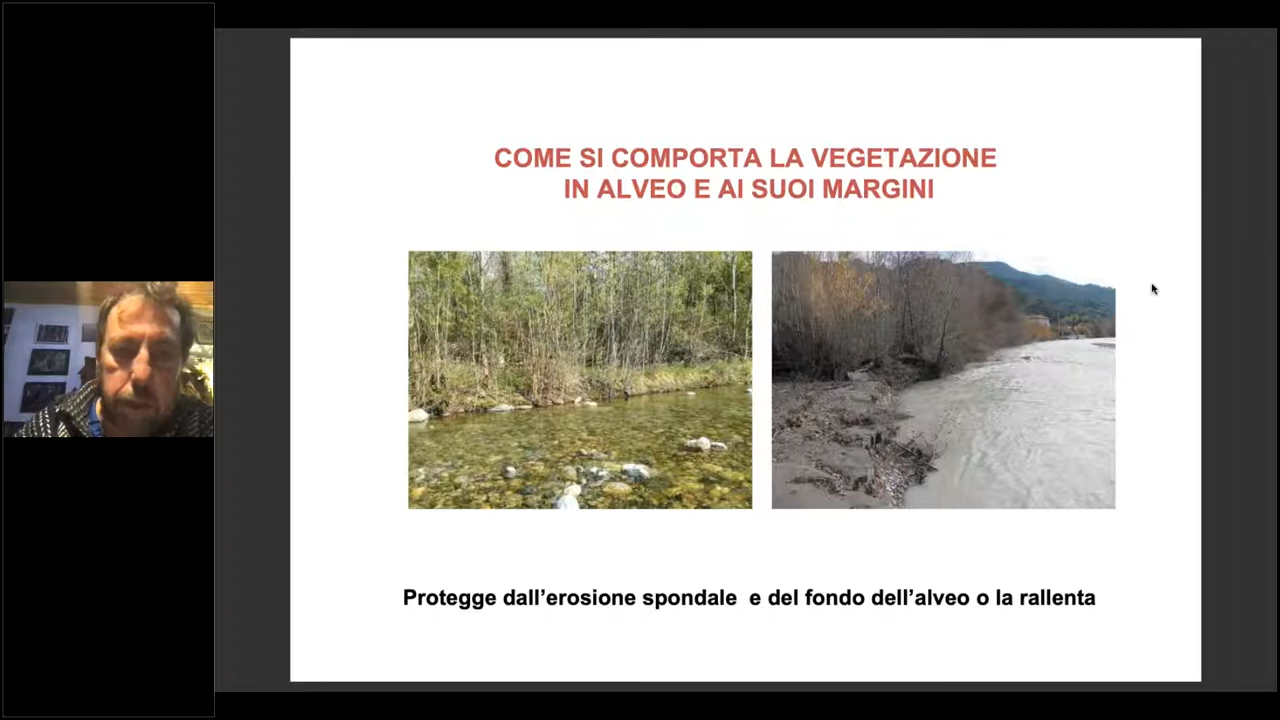 COME SI COMPORTA LA VEGETAZIONE
IN ALVEO E AI SUOI MARGINI
Protegge dall’erosione spondale e del fondo dell’alveo o la rallenta